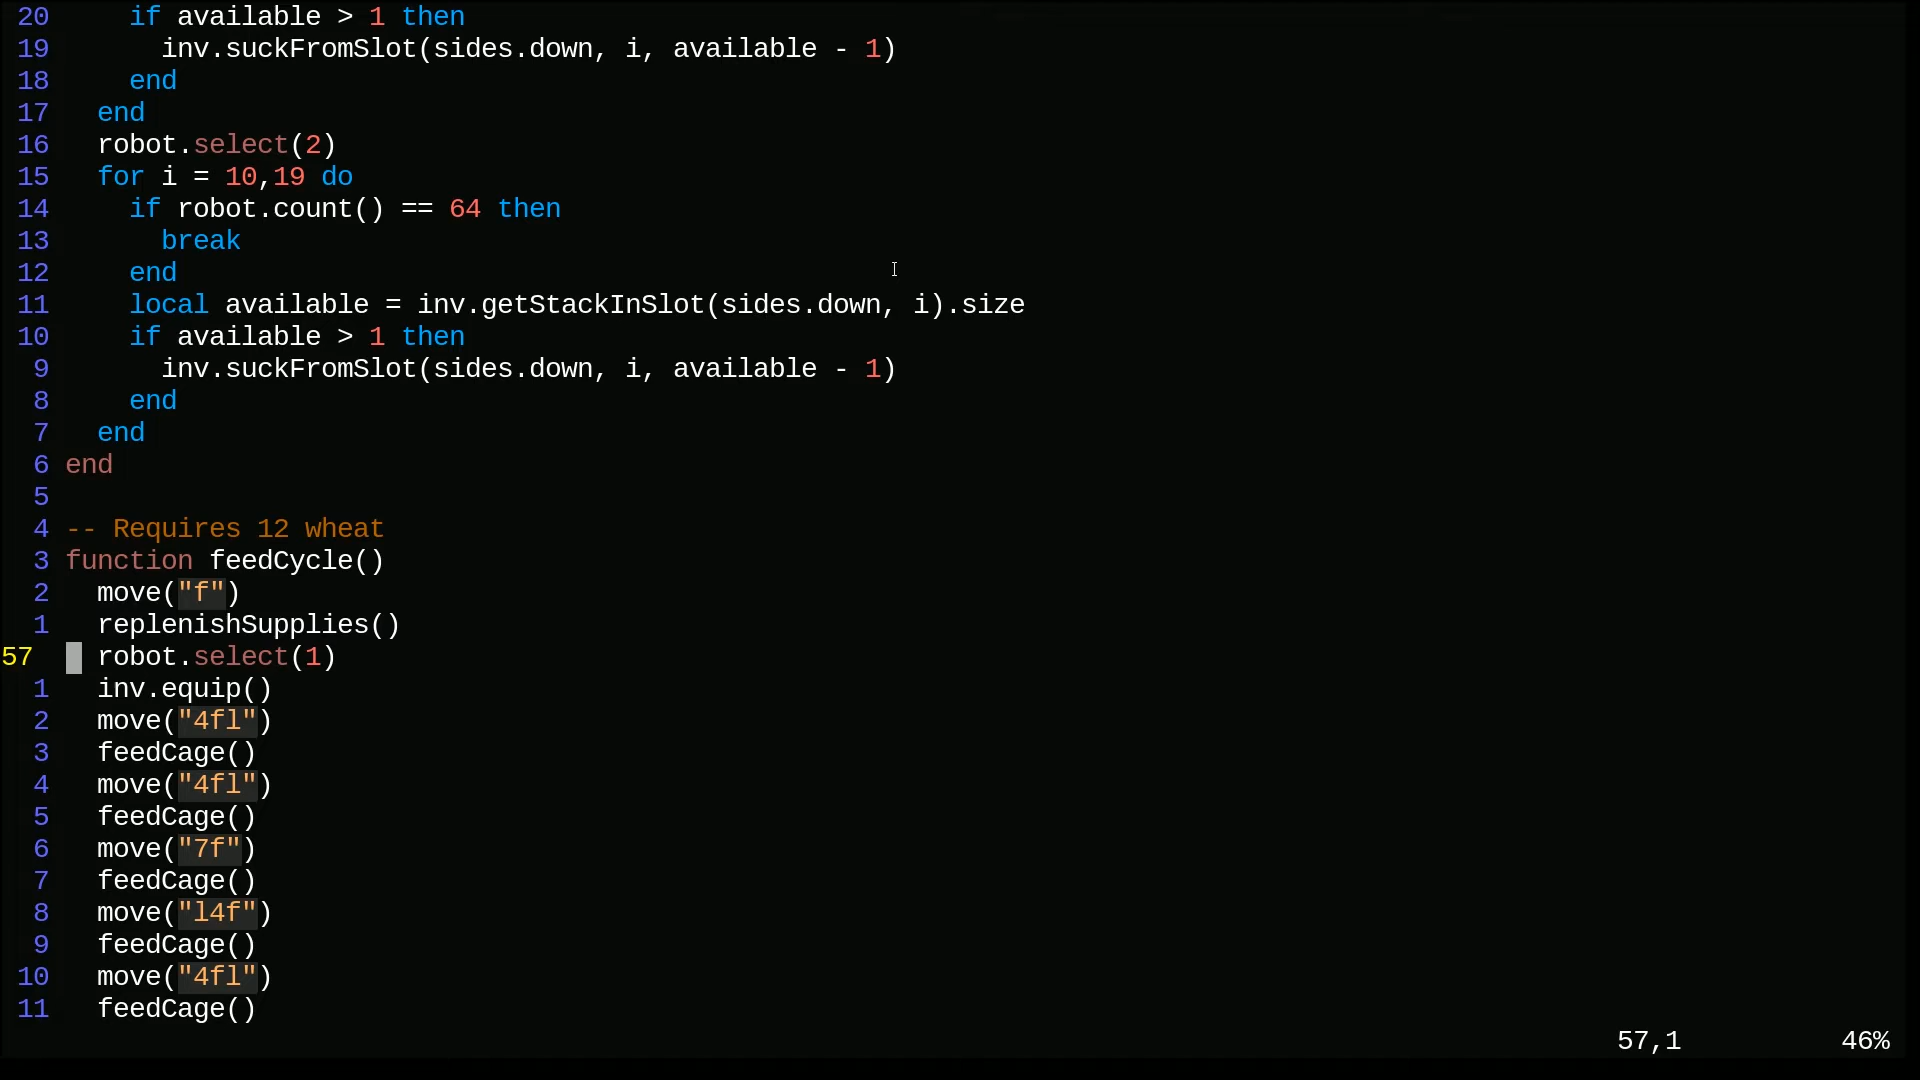 20     if available > 1 then
19       inv.suckFromSlot(sides.down, i, available - 1)
18     end
17   end
16   robot.select(2)
15   for i = 10,19 do
14     if robot.count() == 64 then
13       break
12     end
11     local available = inv.getStackInSlot(sides.down, i).size
10     if available > 1 then
 9       inv.suckFromSlot(sides.down, i, available - 1)
 8     end
 7   end
 6 end
 5
 4 -- Requires 12 wheat
 3 function feedCycle()
 2   move("f")
 1   replenishSupplies()
57   robot.select(1)
 1   inv.equip()
 2   move("4fl")
 3   feedCage()
 4   move("4fl")
 5   feedCage()
 6   move("7f")
 7   feedCage()
 8   move("l4f")
 9   feedCage()
10   move("4fl")
11   feedCage()
57,1          46%